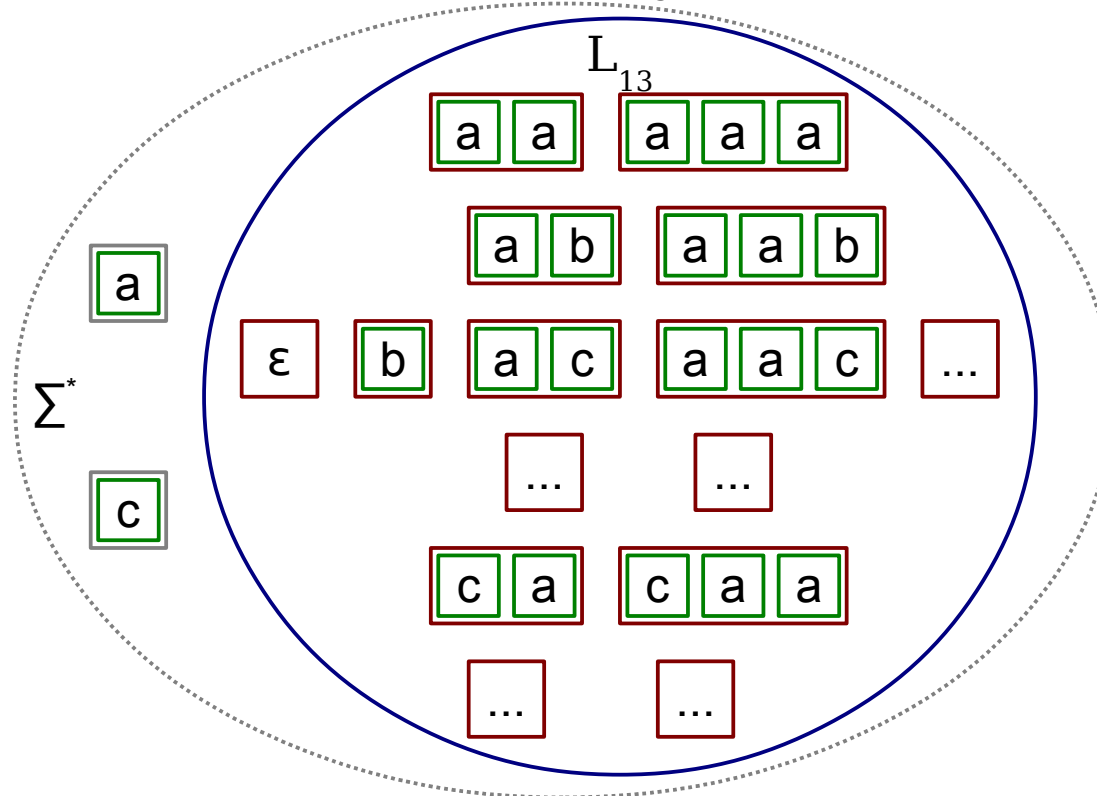 L₁₃
a a a a a
a b a a b
a
ε b a c a a c ...
Σ*
... ...
c
c a c a a
... ...